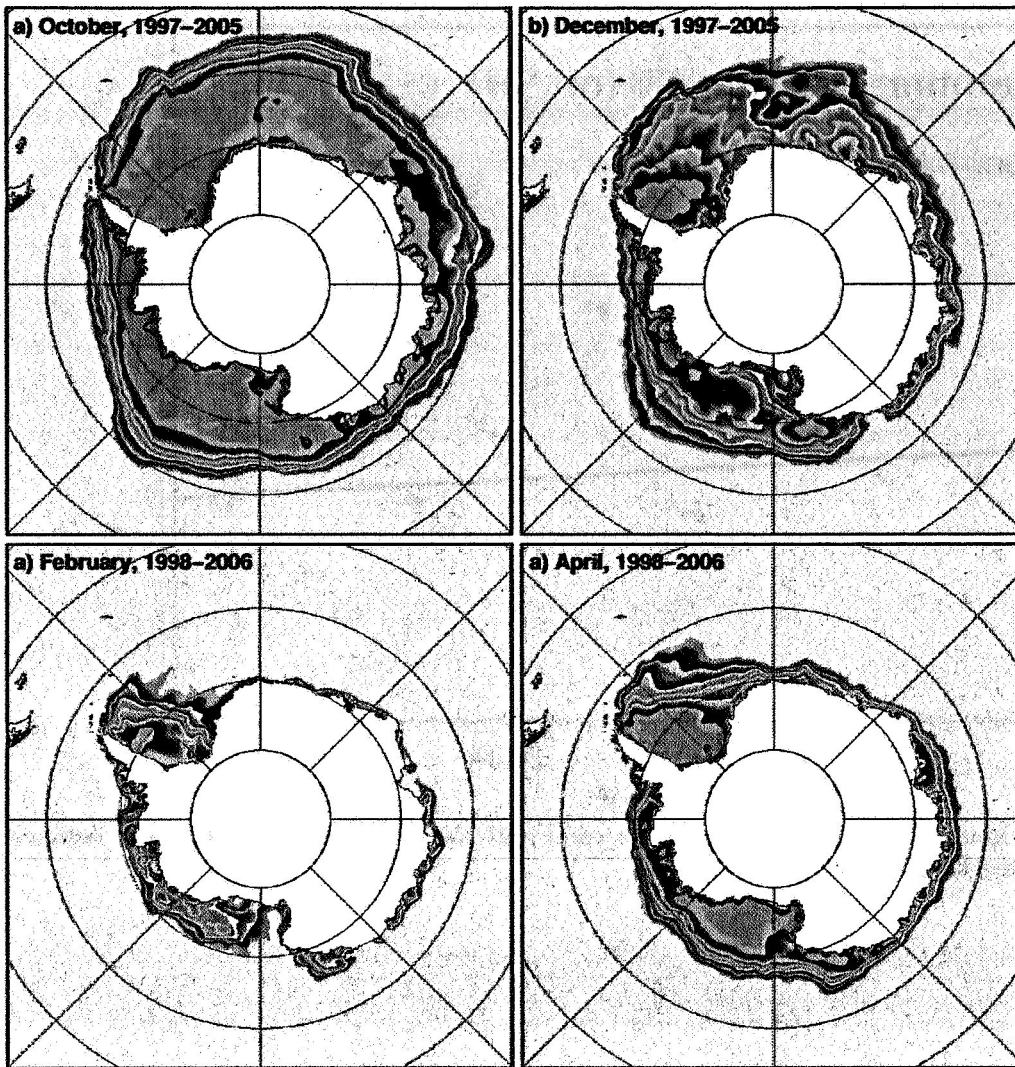 a) October, 1997–2005
b) December, 1997–2005
a) February, 1998–2006
a) April, 1998–2006